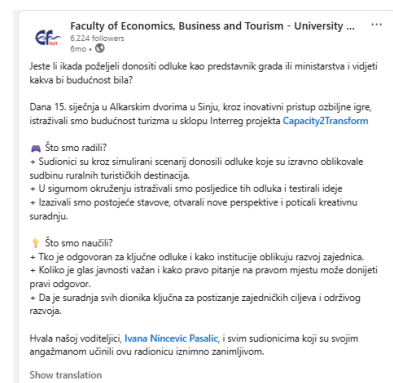 Faculty of Economics, Business and Tourism - University ...
6,224 followers
6mo •
Jeste li ikada poželjeli donositi odluke kao predstavnik grada ili ministarstva i vidjeti
kakva bi budućnost bila?
Dana 15. siječnja u Alkarskim dvorima u Sinju, kroz inovativni pristup ozbiljne igre,
istraživali smo budućnost turizma u sklopu Interreg projekta Capacity2Transform
🎮 Što smo radili?
+ Sudionici su kroz simulirani scenarij donosili odluke koje su izravno oblikovale
sudbinu ruralnih turističkih destinacija.
+ U sigurnom okruženju istraživali smo posljedice tih odluka i testirali ideje
+ Izazivali smo postojeće stavove, otvarali nove perspektive i poticali kreativnu
suradnju.
💡 Što smo naučili?
+ Tko je odgovoran za ključne odluke i kako institucije oblikuju razvoj zajednica.
+ Koliko je glas javnosti važan i kako pravo pitanje na pravom mjestu može donijeti
pravi odgovor.
+ Da je suradnja svih dionika ključna za postizanje zajedničkih ciljeva i održivog
razvoja.
Hvala našoj voditeljici, Ivana Nincevic Pasalic, i svim sudionicima koji su svojim
angažmanom učinili ovu radionicu iznimno zanimljivom.
Show translation